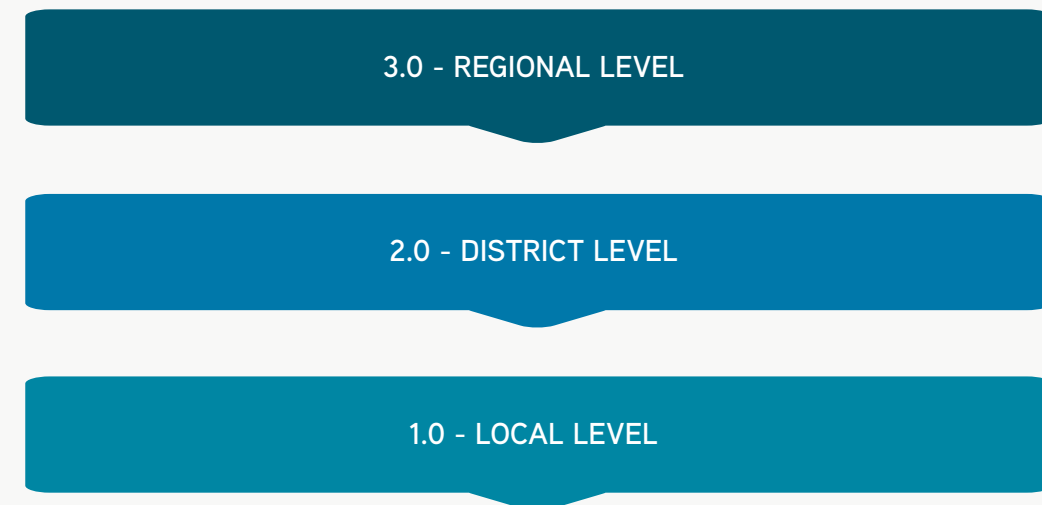 3.0 - REGIONAL LEVEL
2.0 - DISTRICT LEVEL
1.0 - LOCAL LEVEL